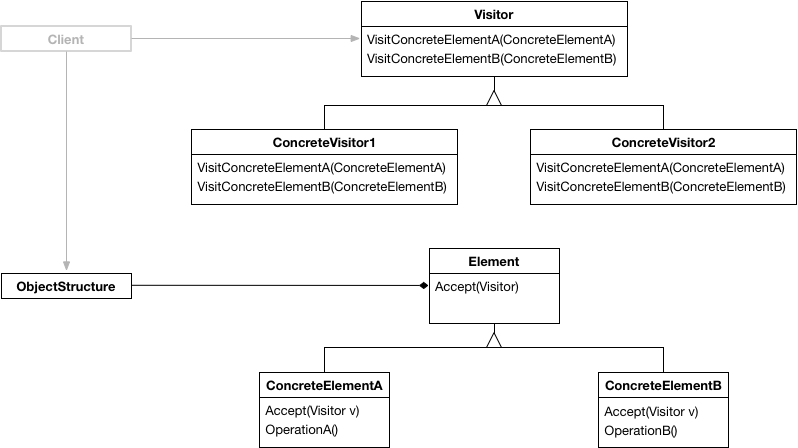 Visitor
Client
VisitConcreteElementA(ConcreteElementA)
VisitConcreteElementB(ConcreteElementB)
ConcreteVisitor1
VisitConcreteElementA(ConcreteElementA)
VisitConcreteElementB(ConcreteElementB)
ConcreteVisitor2
VisitConcreteElementA(ConcreteElementA)
VisitConcreteElementB(ConcreteElementB)
Element
Accept(Visitor)
ObjectStructure
ConcreteElementA
Accept(Visitor v)
OperationA()
ConcreteElementB
Accept(Visitor v)
OperationB()